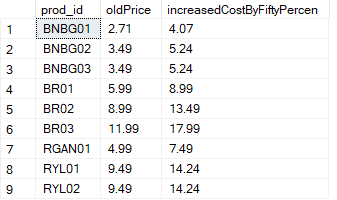 prod_id oldPrice increasedCostByFiftyPercen
1 BNBG01 2.71 4.07
2 BNBG02 3.49 5.24
3 BNBG03 3.49 5.24
4 BR01 5.99 8.99
5 BR02 8.99 13.49
6 BR03 11.99 17.99
7 RGAN01 4.99 7.49
8 RYL01 9.49 14.24
9 RYL02 9.49 14.24